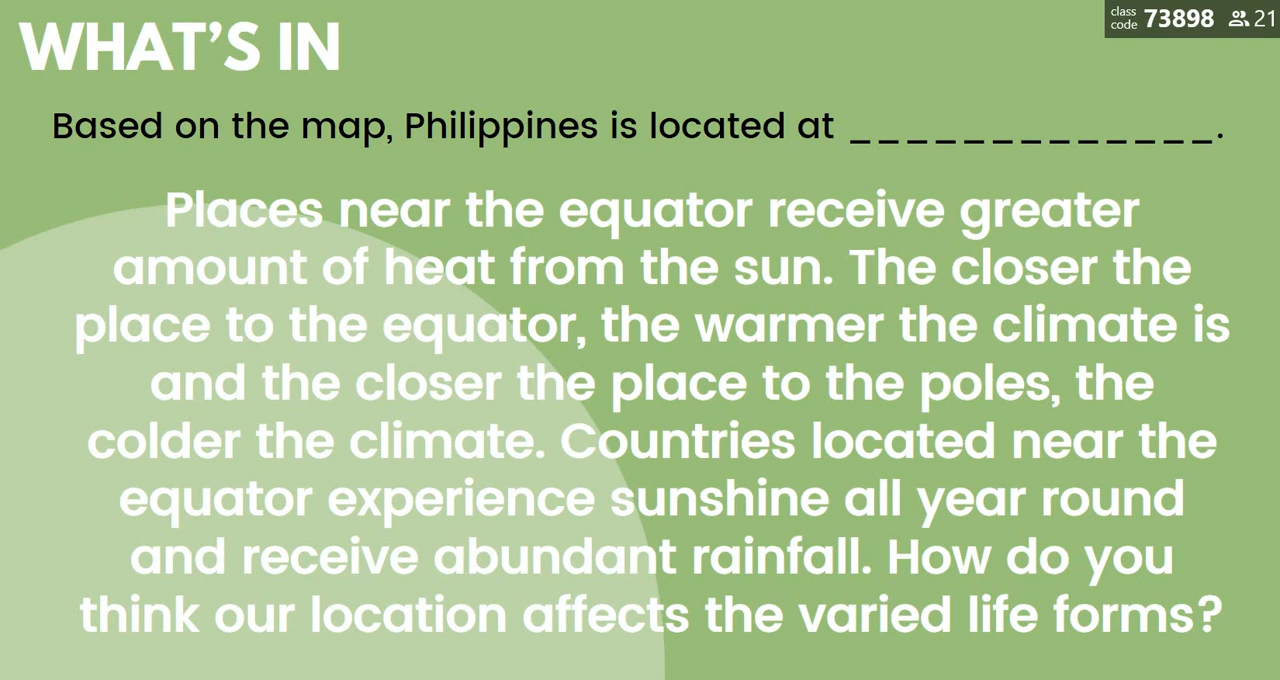 WHAT'S IN
class
code 73898 21
Based on the map, Philippines is located at _____________.
Places near the equator receive greater
amount of heat from the sun. The closer the
place to the equator, the warmer the climate is
and the closer the place to the poles, the
colder the climate. Countries located near the
equator experience sunshine all year round
and receive abundant rainfall. How do you
think our location affects the varied life forms?